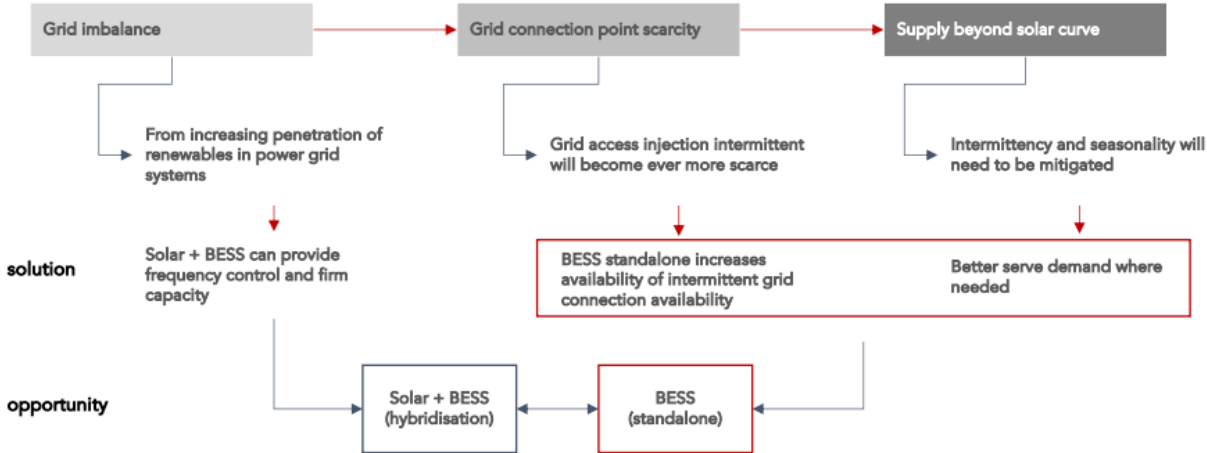 Grid imbalance
Grid connection point scarcity
Supply beyond solar curve
From increasing penetration of
renewables in power grid
systems
Grid access injection intermittent
will become ever more scarce
Intermittency and seasonality will
need to be mitigated
solution
Solar + BESS can provide
frequency control and firm
capacity
BESS standalone increases
availability of intermittent grid
connection availability
Better serve demand where
needed
opportunity
Solar + BESS
(hybridisation)
BESS
(standalone)